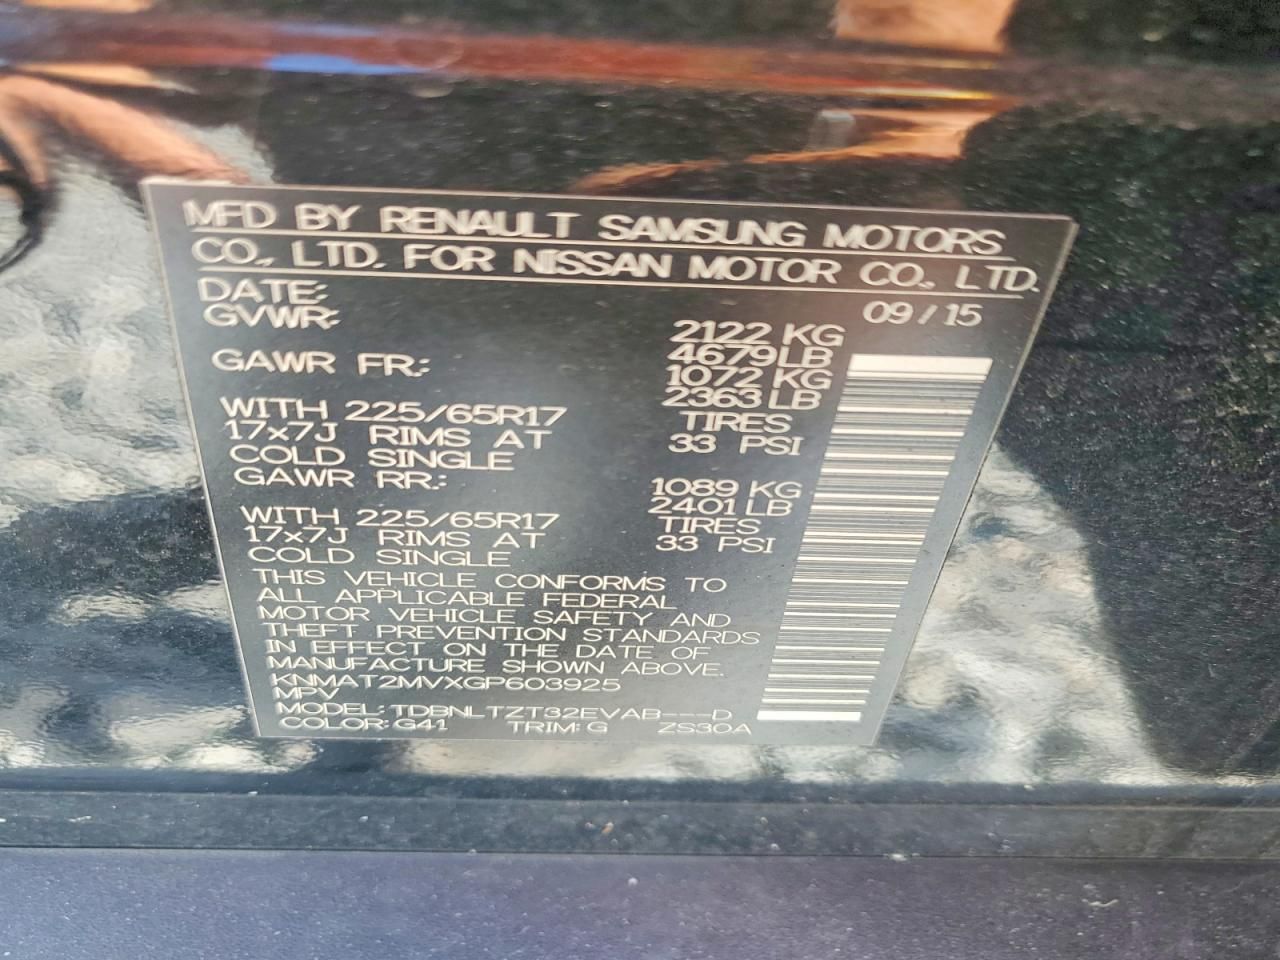 MFD BY RENAULT SAMSUNG MOTORS
CO., LTD. FOR NISSAN MOTOR CO., LTD.
DATE: 09/15
GVWR: 2122 KG
4679 LB
GAWR FR.: 1072 KG
2363 LB
WITH 225/65R17 TIRES
17x7J RIMS AT 33 PSI
COLD SINGLE
GAWR RR.: 1089 KG
2401 LB
WITH 225/65R17 TIRES
17x7J RIMS AT 33 PSI
COLD SINGLE
THIS VEHICLE CONFORMS TO
ALL APPLICABLE FEDERAL
MOTOR VEHICLE SAFETY AND
THEFT PREVENTION STANDARDS
IN EFFECT ON THE DATE OF
MANUFACTURE SHOWN ABOVE.
KNMAT2MVXGP603925
MPV
MODEL: TDBNLTZT32EVAB---D
COLOR: G41 TRIM: G ZS30A